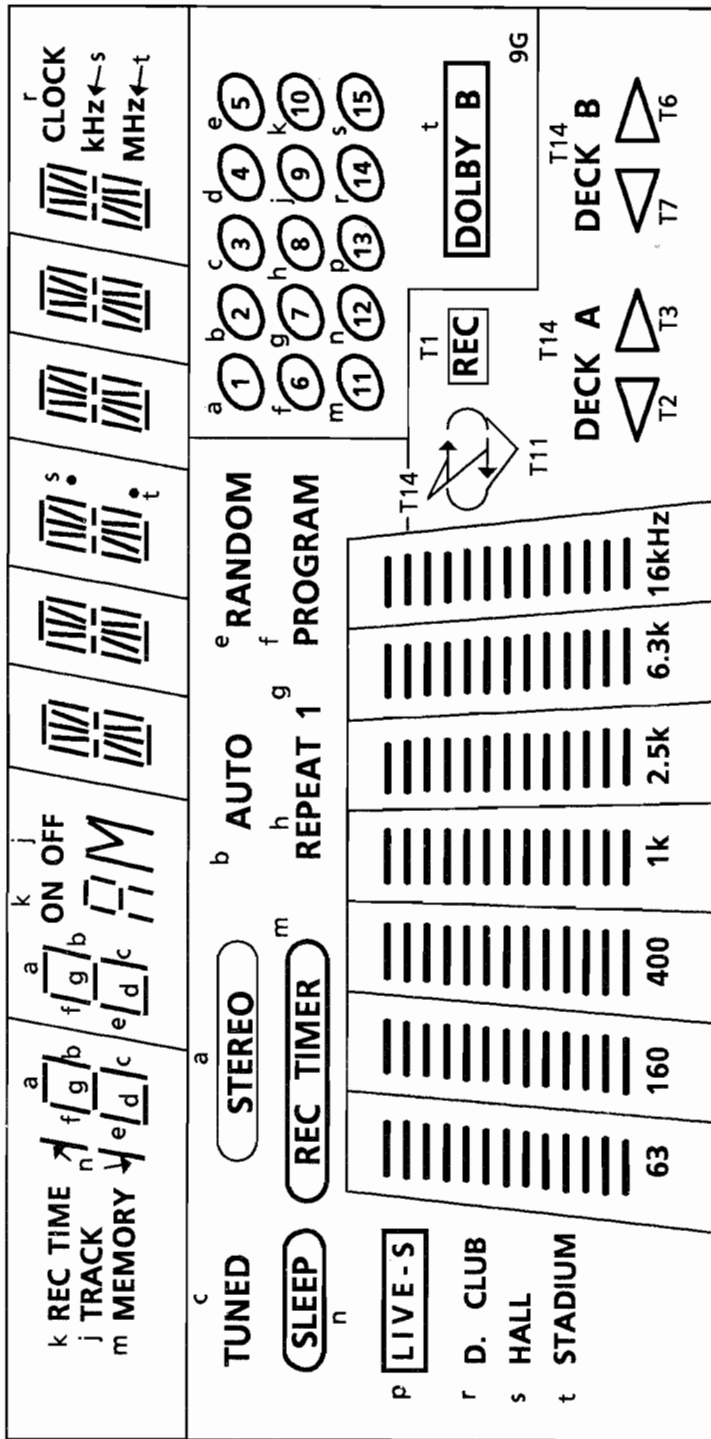 k REC TIME
j TRACK
m MEMORY
n
a
f g b
e d c
a
f g b
e d c
k j
ON OFF
AM
s
t
r
CLOCK
kHz←s
MHz←t
c
TUNED
a
STEREO
b
AUTO
e
RANDOM
SLEEP
n
REC TIMER
m
h
REPEAT 1
g
f
PROGRAM
a b c d e
1 2 3 4 5
f g h j k
6 7 8 9 10
m n p r s
11 12 13 14 15
t
DOLBY B
9G
p LIVE-S
r D. CLUB
s HALL
t STADIUM
63 160 400 1k 2.5k 6.3k 16kHz
T14
T11
T1
REC
T14
DECK A
T2 T3
T14
DECK B
T7 T6